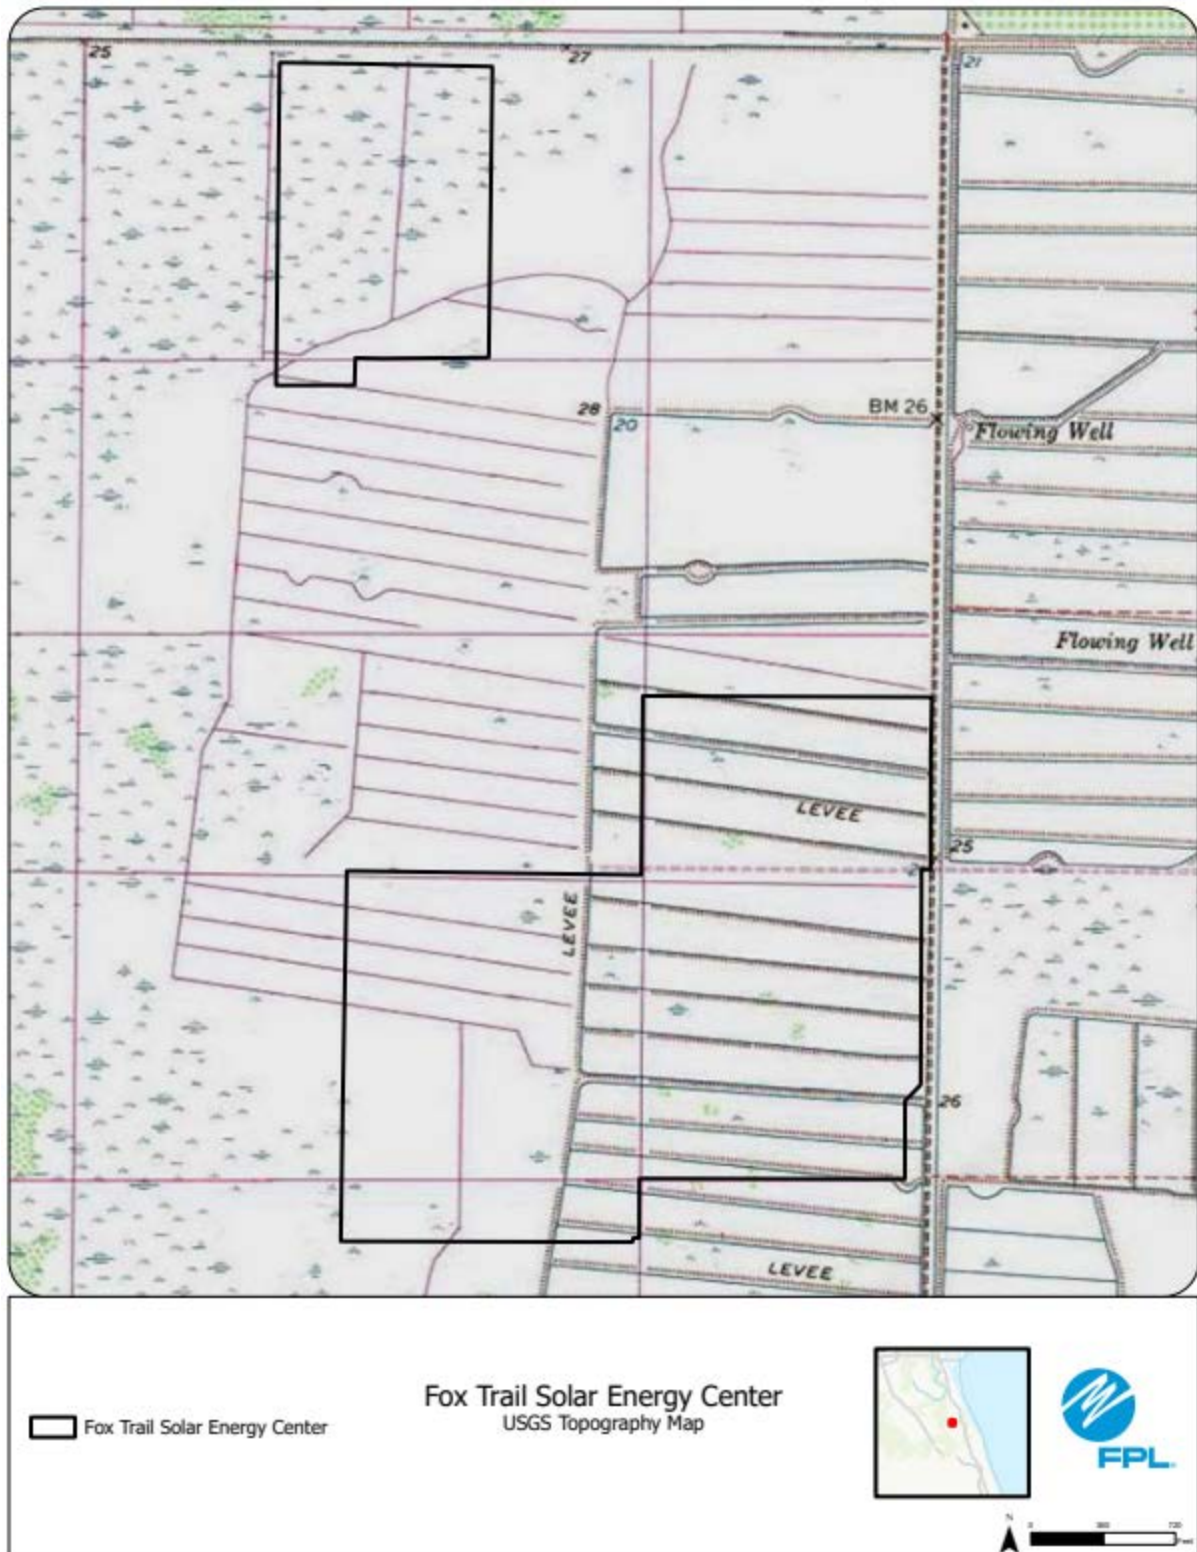 25
27
21
28
20
BM 26
Flowing Well
Flowing Well
LEVEE
25
LEVEE
26
LEVEE
Fox Trail Solar Energy Center
USGS Topography Map
Fox Trail Solar Energy Center
FPL
N
0